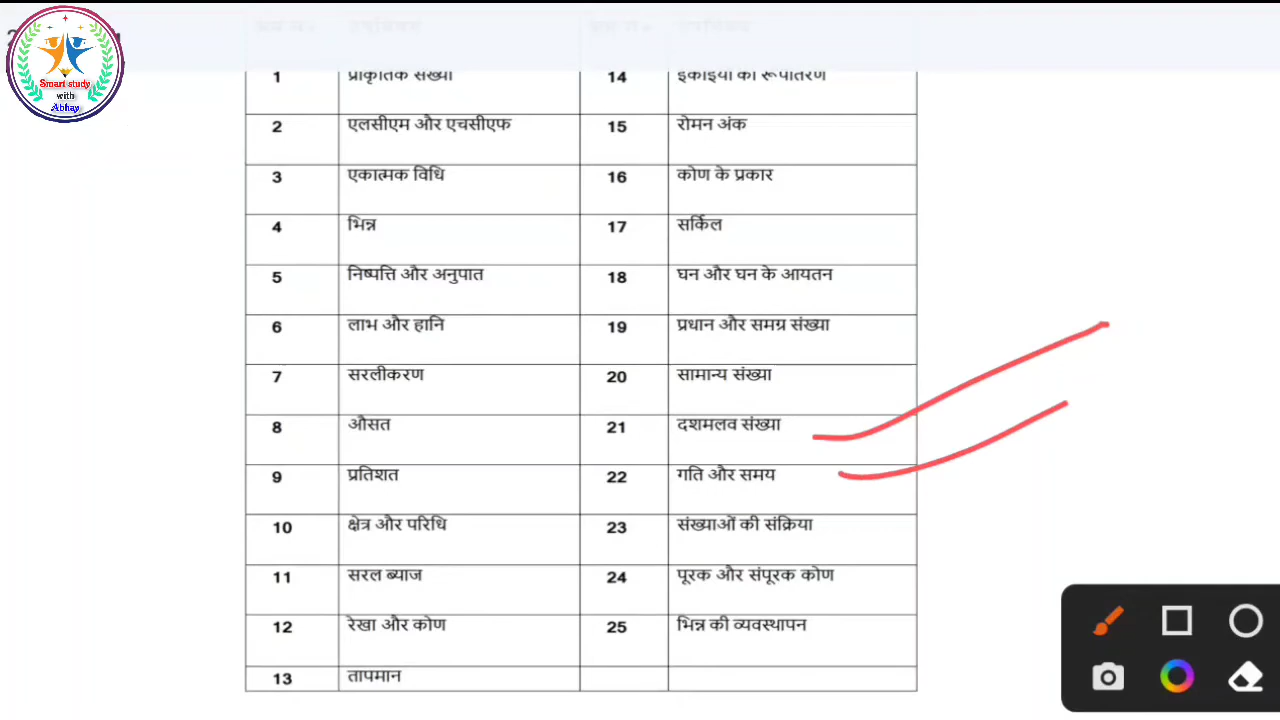 Smart study
with
Abhay
1 प्राकृतिक संख्या 14 इकाइयों का रूपांतरण
2 एलसीएम और एचसीएफ 15 रोमन अंक
3 एकात्मक विधि 16 कोण के प्रकार
4 भिन्न 17 सर्किल
5 निष्पत्ति और अनुपात 18 घन और घन के आयतन
6 लाभ और हानि 19 प्रधान और समग्र संख्या
7 सरलीकरण 20 सामान्य संख्या
8 औसत 21 दशमलव संख्या
9 प्रतिशत 22 गति और समय
10 क्षेत्र और परिधि 23 संख्याओं की संक्रिया
11 सरल ब्याज 24 पूरक और संपूरक कोण
12 रेखा और कोण 25 भिन्न की व्यवस्थापन
13 तापमान